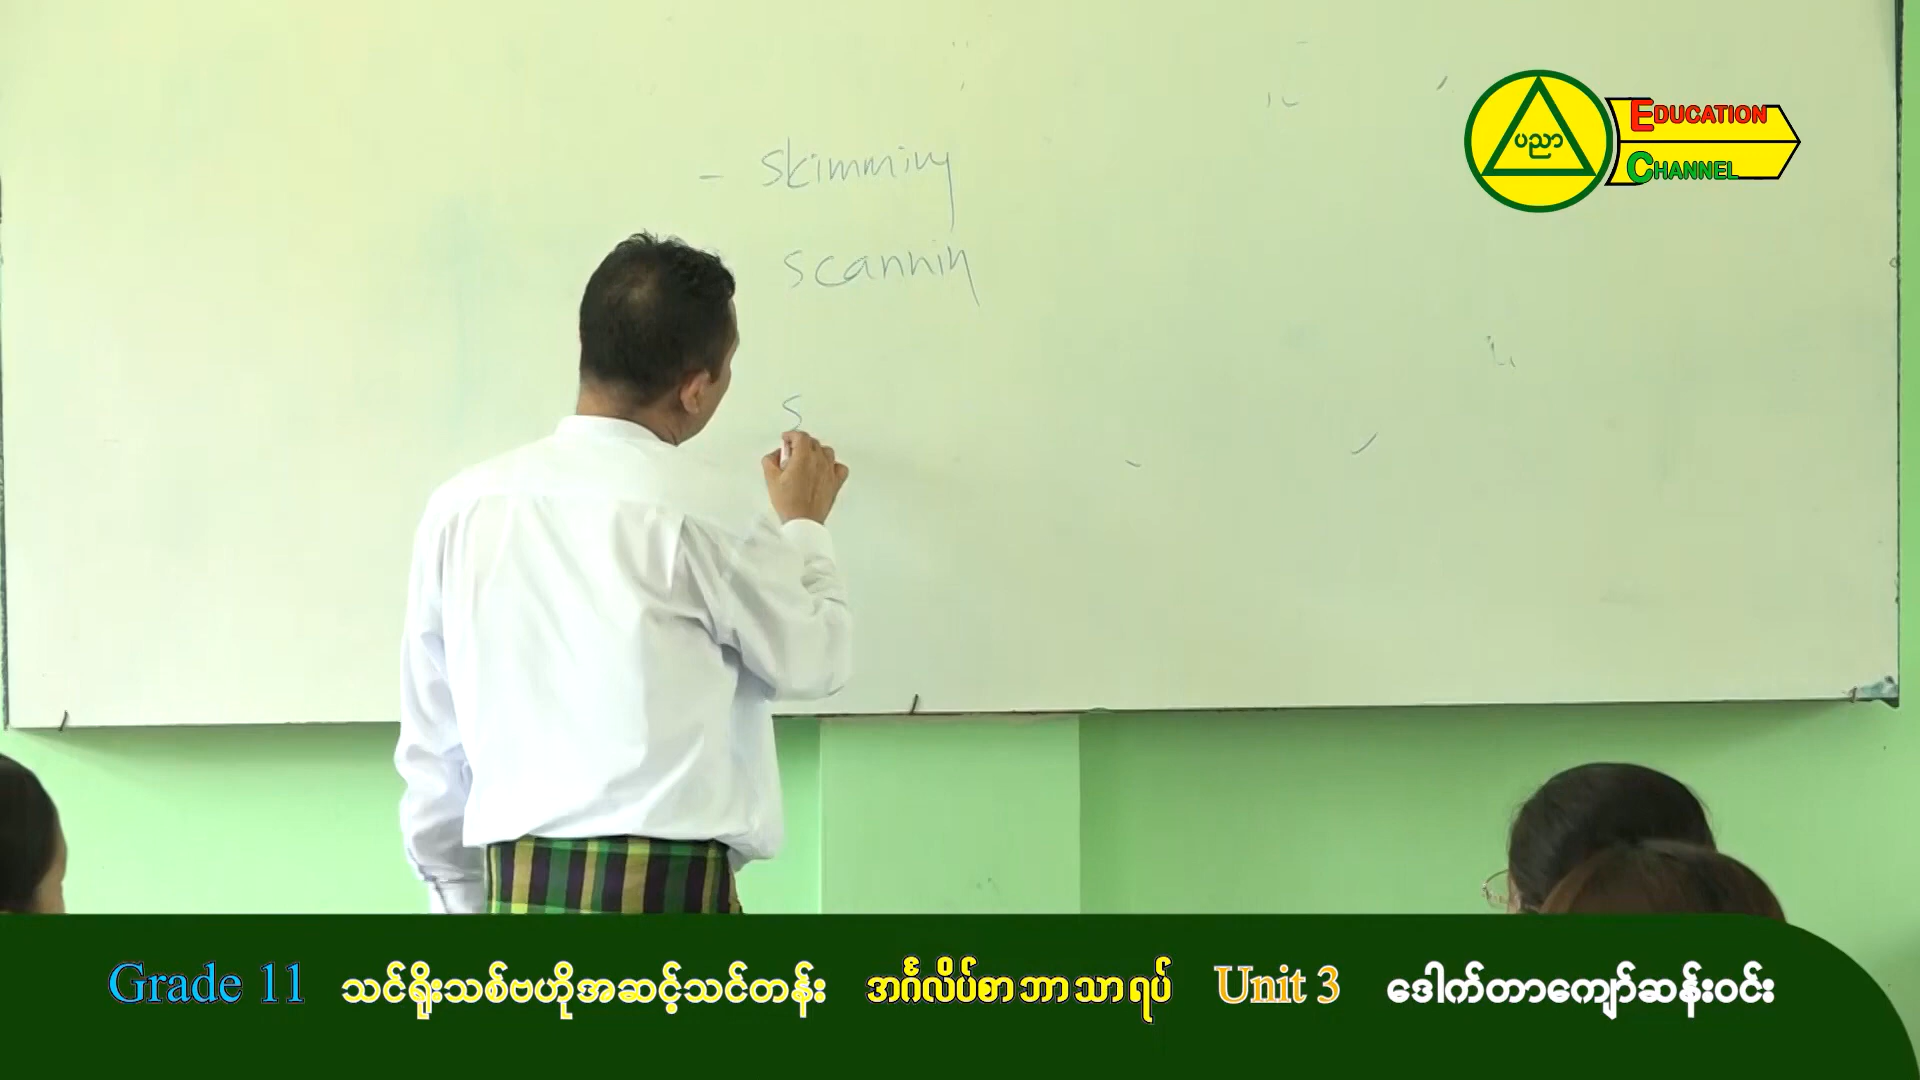 - skimming
scannin
s
ပညာ
EDUCATION
CHANNEL
Grade 11 သင်ရိုးသစ်ဗဟိုအဆင့်သင်တန်း အင်္ဂလိပ်စာဘာသာရပ် Unit 3 ဒေါက်တာကျော်ဆန်းဝင်း